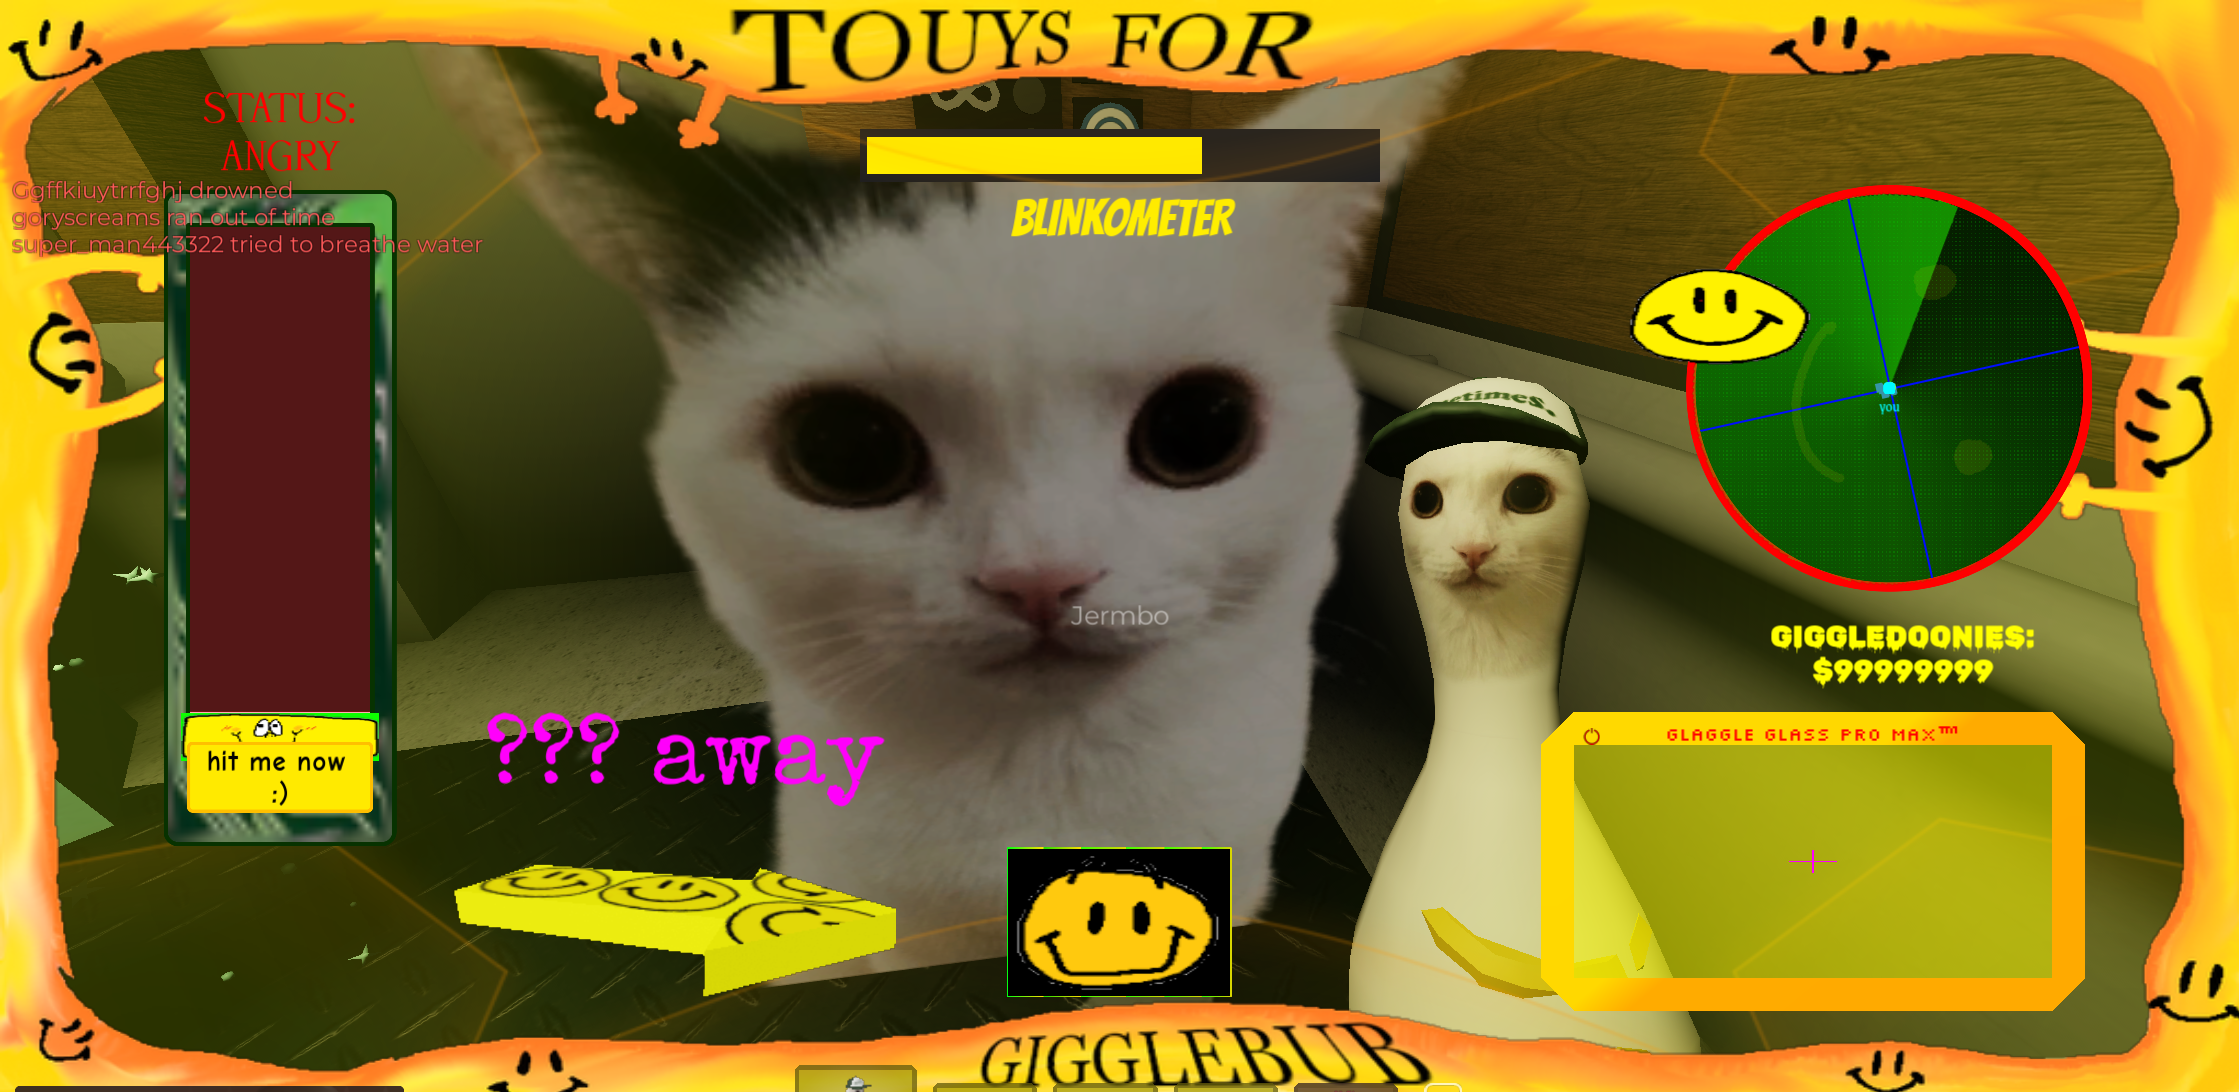 TOUYS FOR
STATUS:
ANGRY
Ggffkiuytrrfghj drowned
goryscreams ran out of time
super_man443322 tried to breathe water
BLINKOMETER
etimes.
you
Jermbo
GIGGLEDOONIES:
$99999999
??? away
GLAGGLE GLASS PRO MAX™
hit me now
:)
GIGGLEBUB